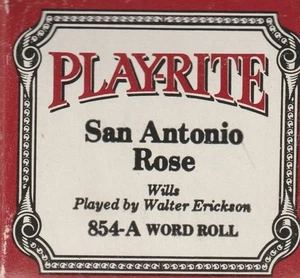 PLAY-RITE
San Antonio
Rose
Wills
Played by Walter Erickson
854-A WORD ROLL